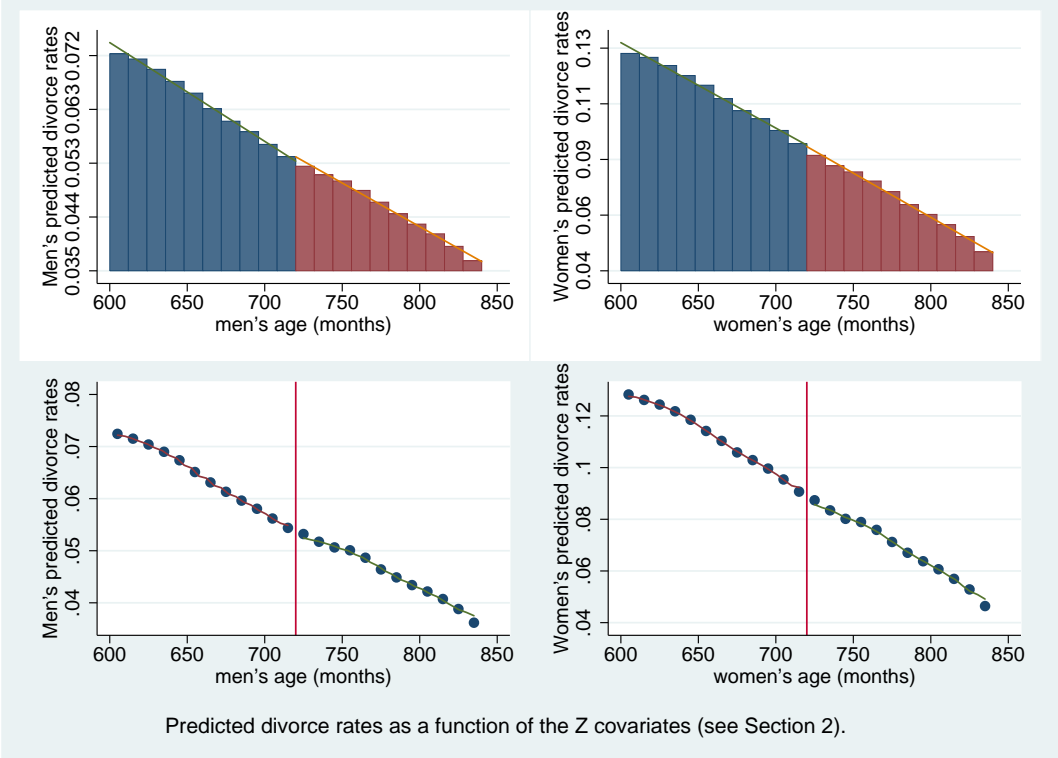 Men's predicted divorce rates
0.035 0.044 0.053 0.063 0.072
600 650 700 750 800 850
men's age (months)
Women's predicted divorce rates
0.04 0.06 0.09 0.11 0.13
600 650 700 750 800 850
women's age (months)
Men's predicted divorce rates
.04 .05 .06 .07 .08
600 650 700 750 800 850
men's age (months)
Women's predicted divorce rates
.04 .06 .08 .1 .12
600 650 700 750 800 850
women's age (months)
Predicted divorce rates as a function of the Z covariates (see Section 2).